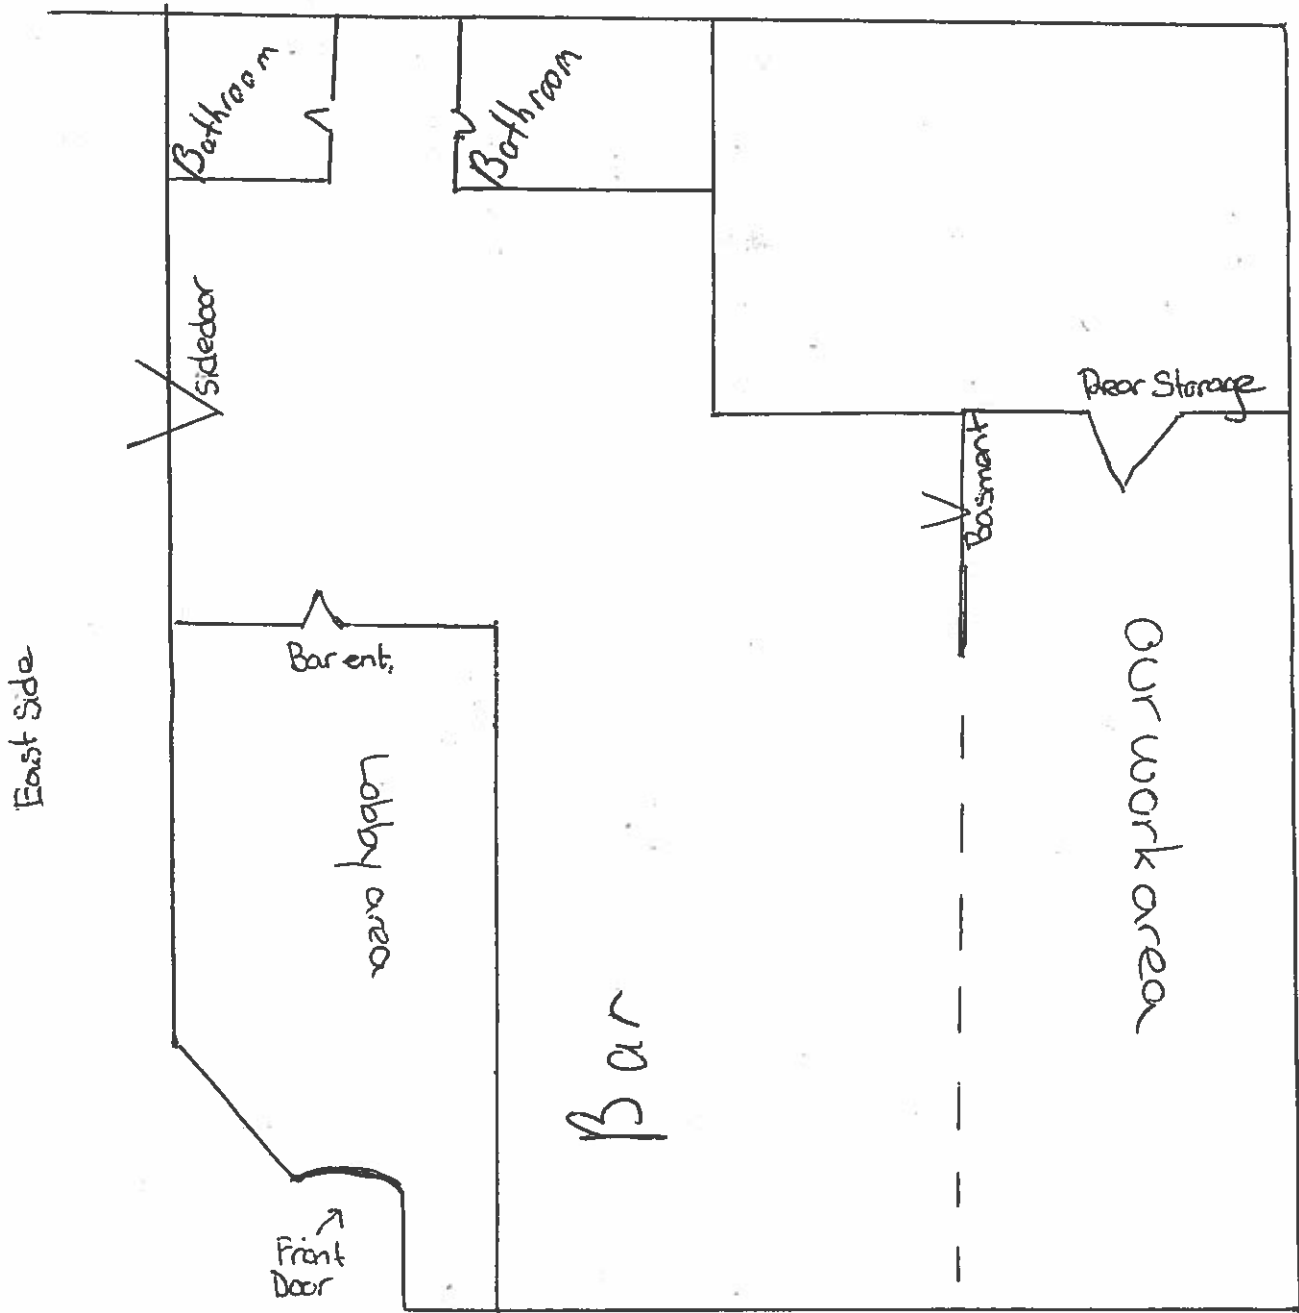 Bathroom
Bathroom
sidedoor
Rear Storage
Basment
Bar ent.
East Side
Lobby area
Our work area
Bar
Front
Door